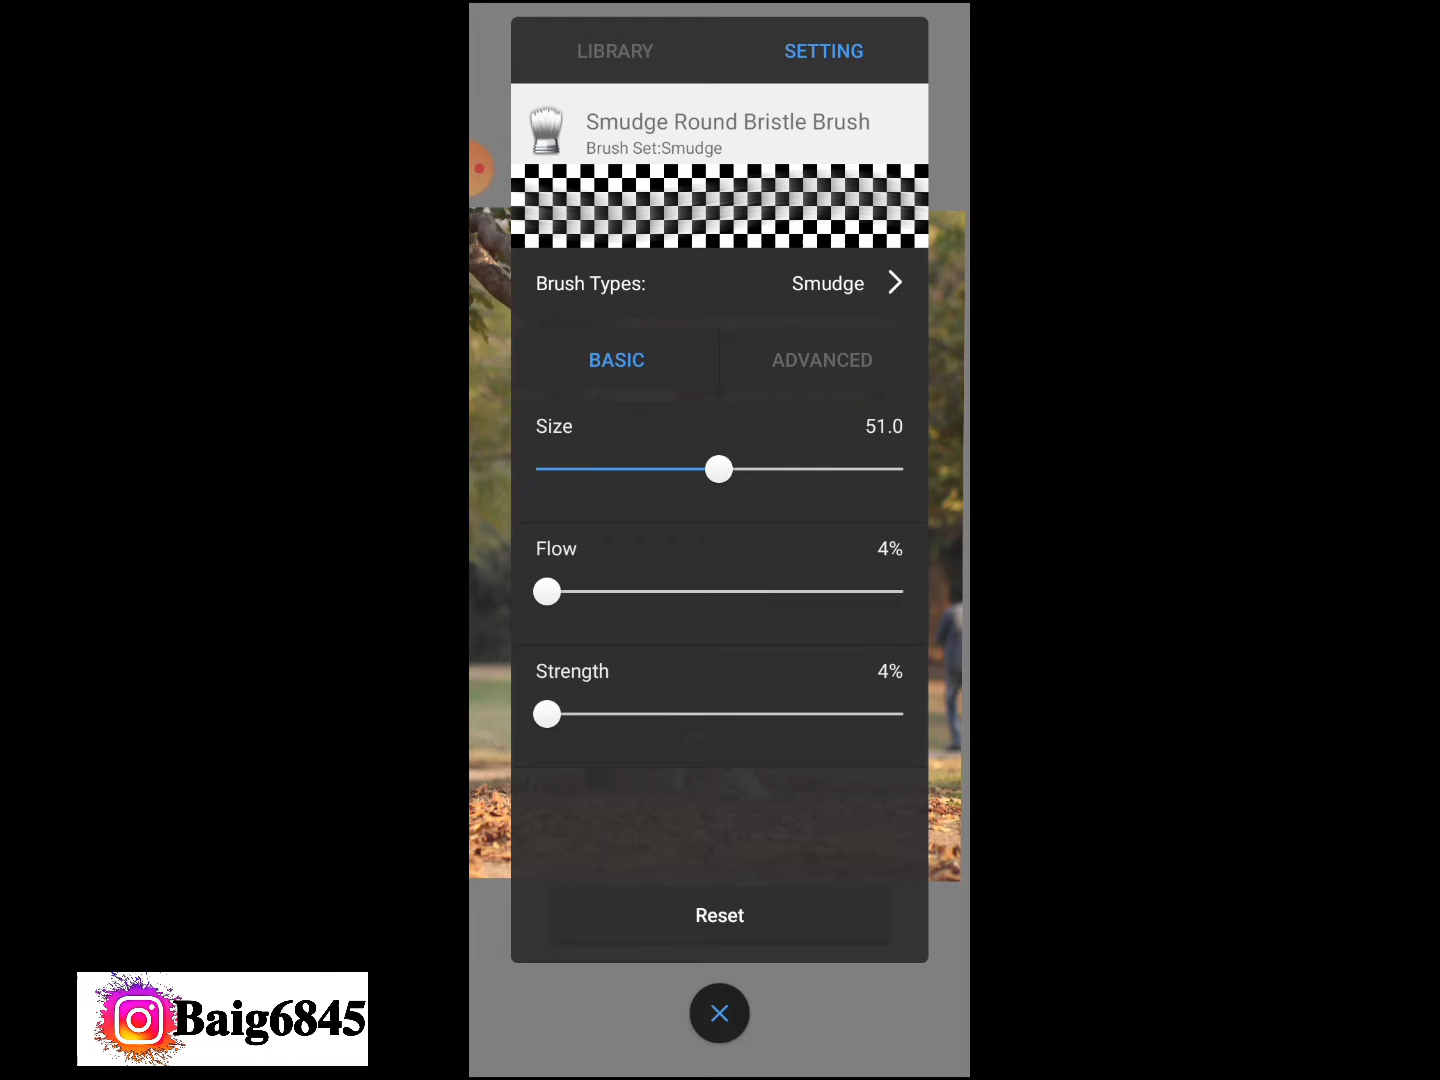 LIBRARY SETTING
Smudge Round Bristle Brush
Brush Set:Smudge
Brush Types: Smudge
BASIC ADVANCED
Size 51.0
Flow 4%
Strength 4%
Reset
Baig6845